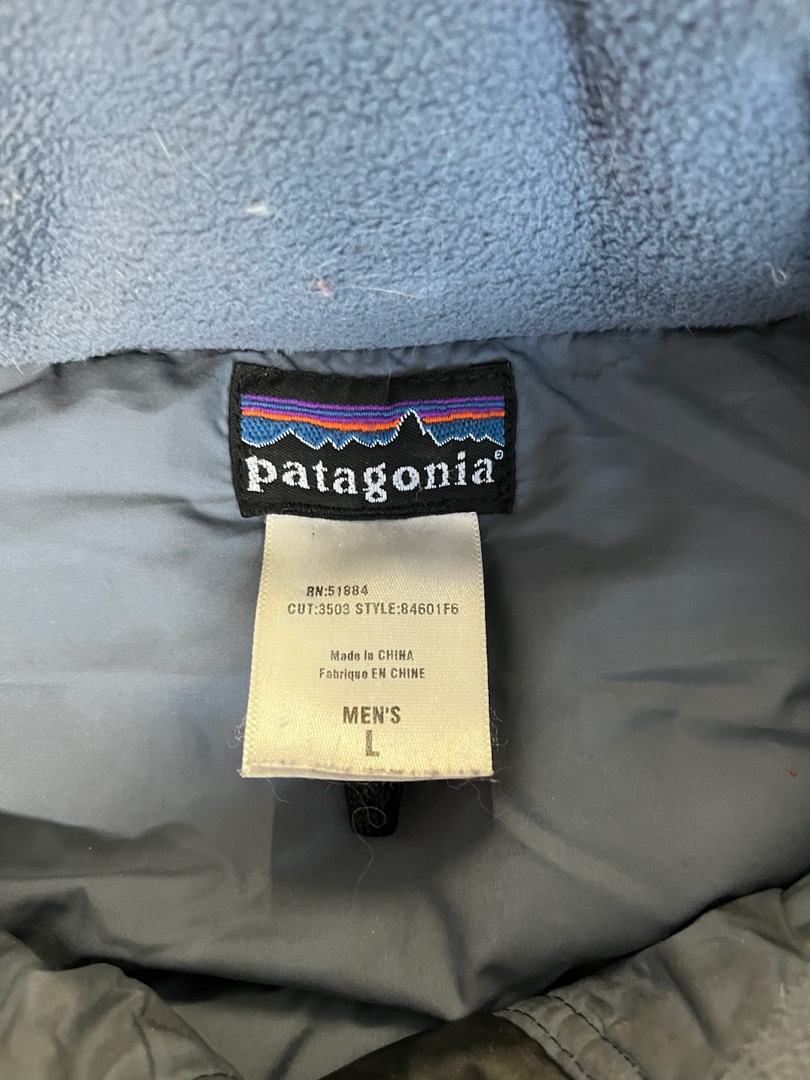 patagonia®
RN:51884
CUT:3503 STYLE:84601F6
Made in CHINA
Fabriqué EN CHINE
MEN'S
L